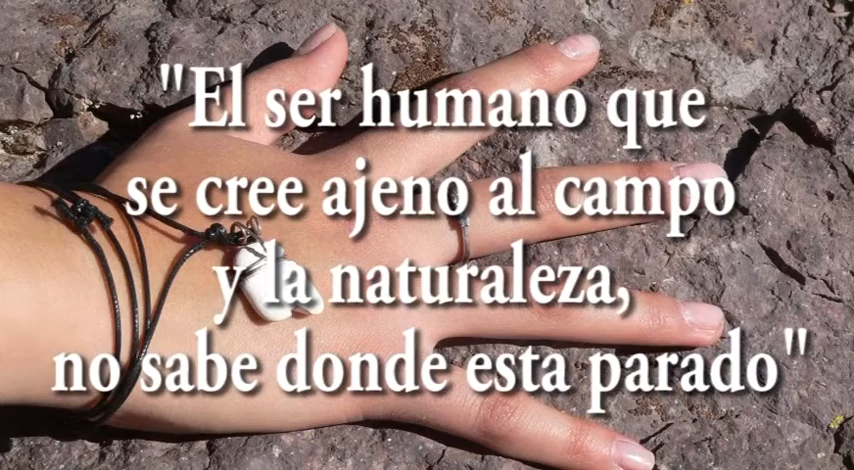 "El ser humano que
se cree ajeno al campo
y la naturaleza,
no sabe donde esta parado"